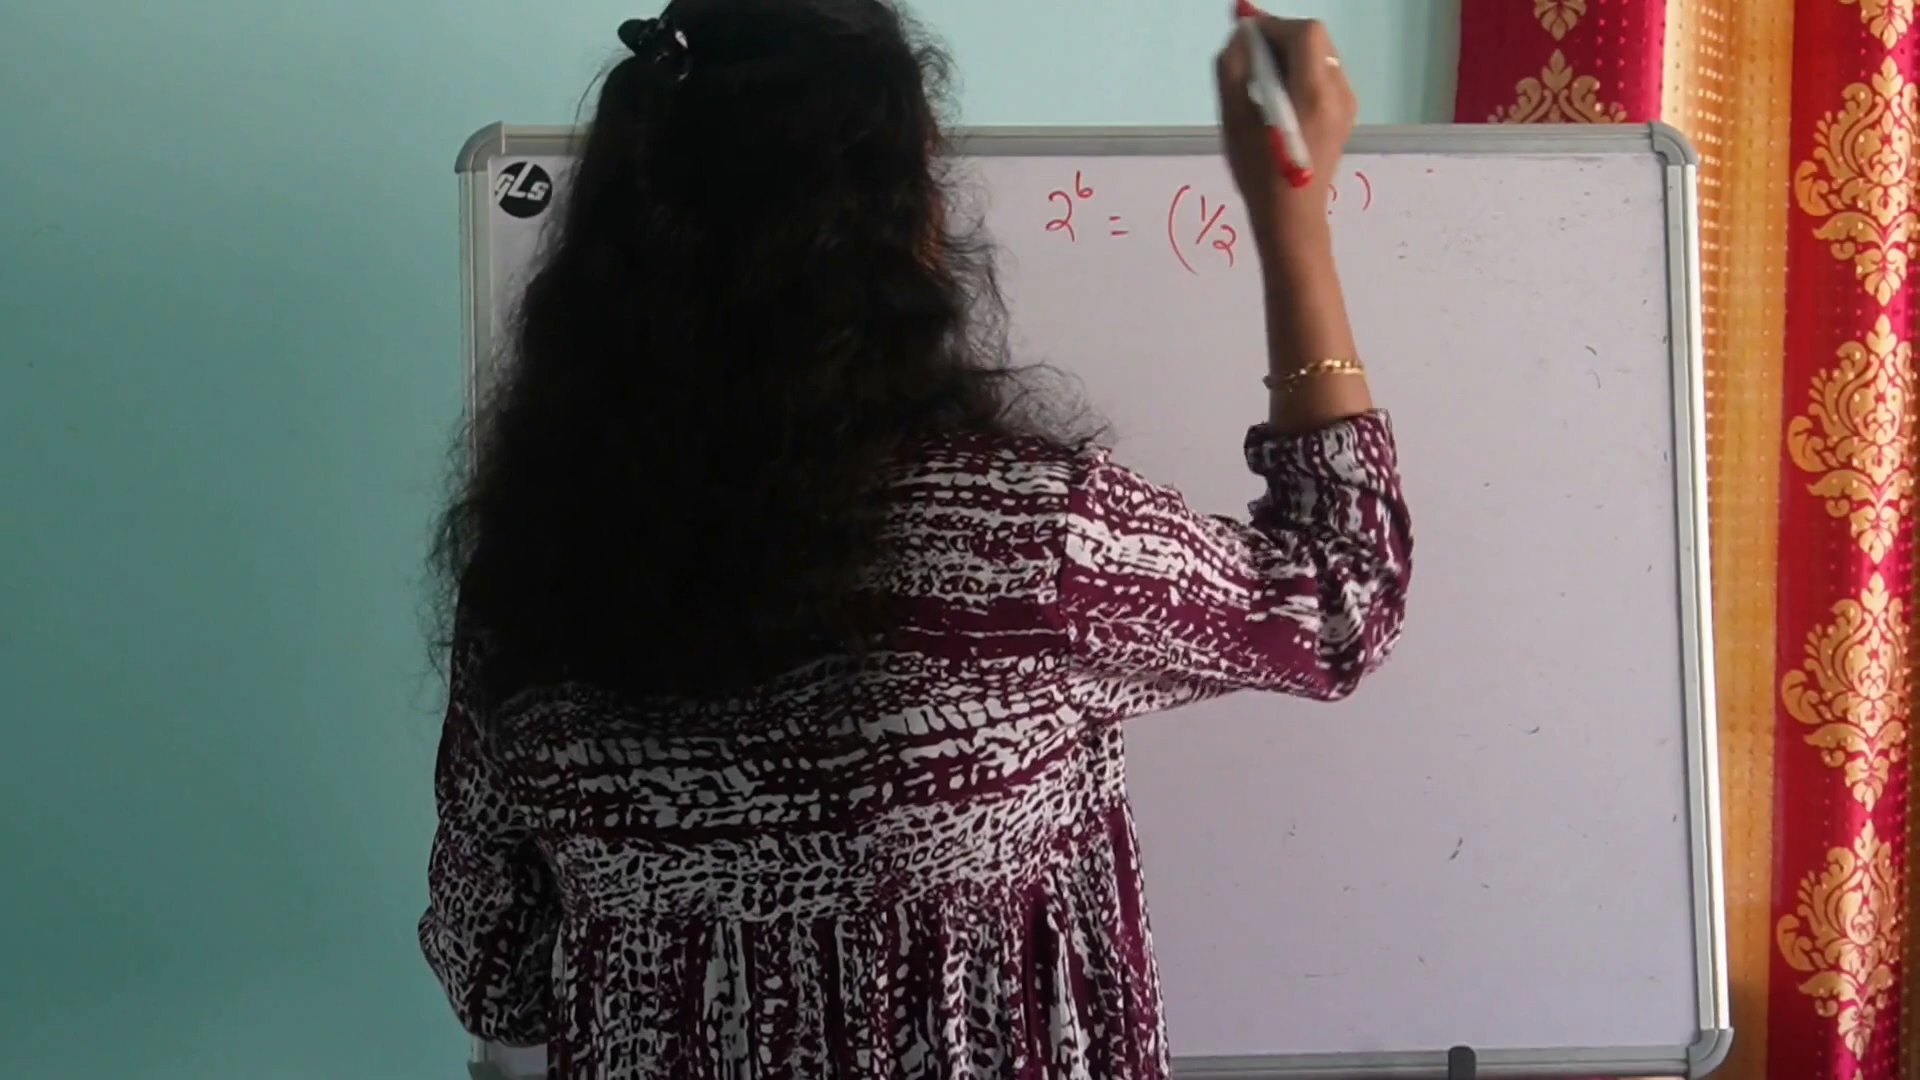 GLS
2⁶ = (1/2 ?)